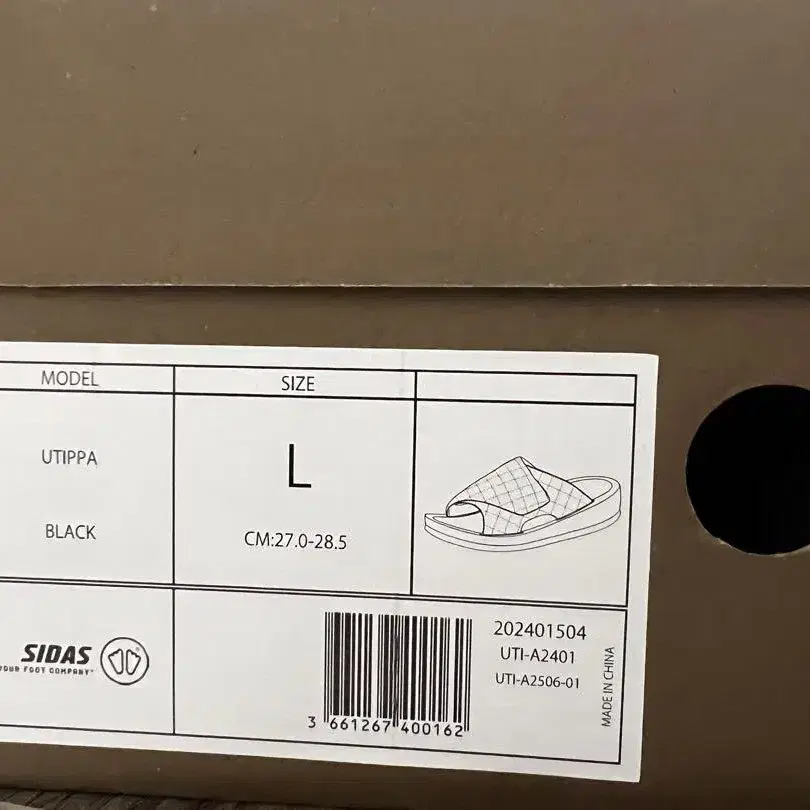 MODEL
SIZE
UTIPPA
BLACK
L
CM:27.0-28.5
SIDAS
YOUR FOOT COMPANY
3 661267 400162
202401504
UTI-A2401
UTI-A2506-01
MADE IN CHINA